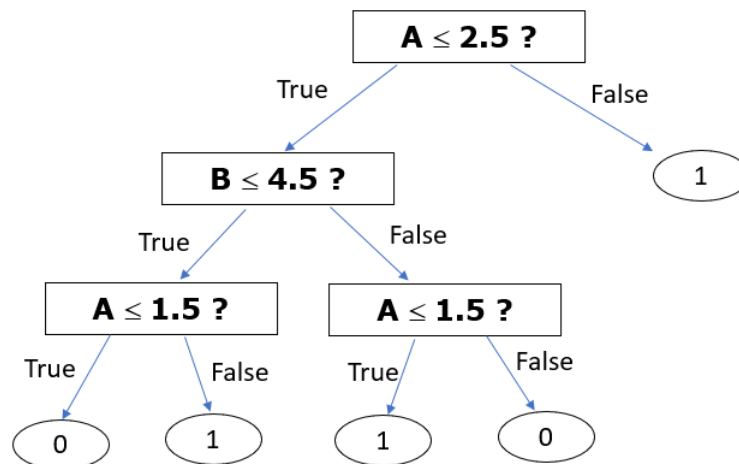 A ≤ 2.5 ?
True
False
B ≤ 4.5 ?
1
True
False
A ≤ 1.5 ?
A ≤ 1.5 ?
True
False
True
False
0
1
1
0